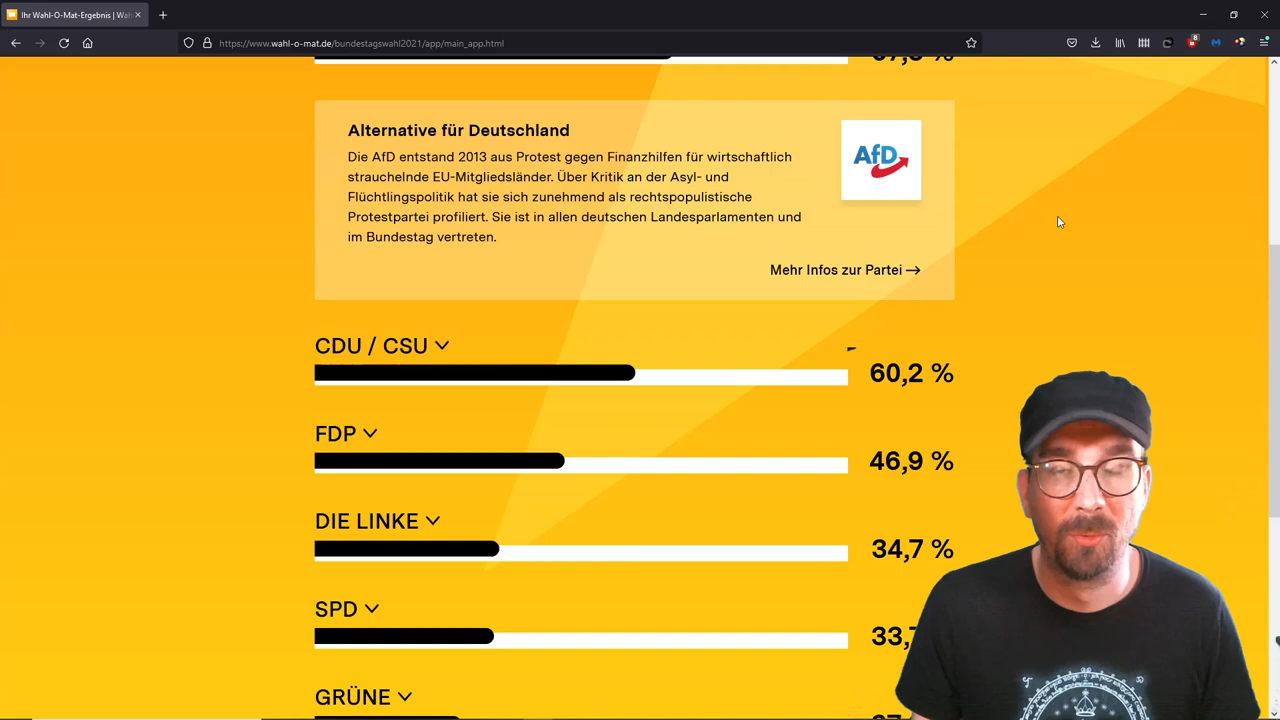 Ihr Wahl-O-Mat-Ergebnis | Wah
https://www.wahl-o-mat.de/bundestagswahl2021/app/main_app.html
8
Alternative für Deutschland
Die AfD entstand 2013 aus Protest gegen Finanzhilfen für wirtschaftlich
strauchelnde EU-Mitgliedsländer. Über Kritik an der Asyl- und
Flüchtlingspolitik hat sie sich zunehmend als rechtspopulistische
Protestpartei profiliert. Sie ist in allen deutschen Landesparlamenten und
im Bundestag vertreten.
AfD
Mehr Infos zur Partei
CDU / CSU
60,2 %
FDP
46,9 %
DIE LINKE
34,7 %
SPD
33,
GRÜNE